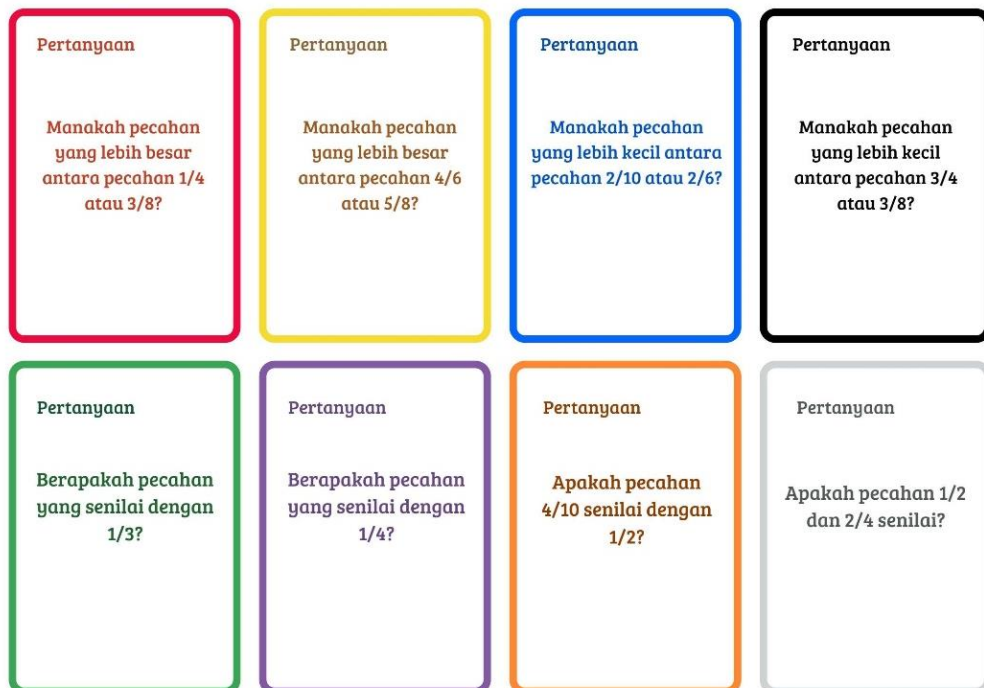 Pertanyaan
Manakah pecahan
yang lebih besar
antara pecahan 1/4
atau 3/8?
Pertanyaan
Manakah pecahan
yang lebih besar
antara pecahan 4/6
atau 5/8?
Pertanyaan
Manakah pecahan
yang lebih kecil antara
pecahan 2/10 atau 2/6?
Pertanyaan
Manakah pecahan
yang lebih kecil
antara pecahan 3/4
atau 3/8?
Pertanyaan
Berapakah pecahan
yang senilai dengan
1/3?
Pertanyaan
Berapakah pecahan
yang senilai dengan
1/4?
Pertanyaan
Apakah pecahan
4/10 senilai dengan
1/2?
Pertanyaan
Apakah pecahan 1/2
dan 2/4 senilai?